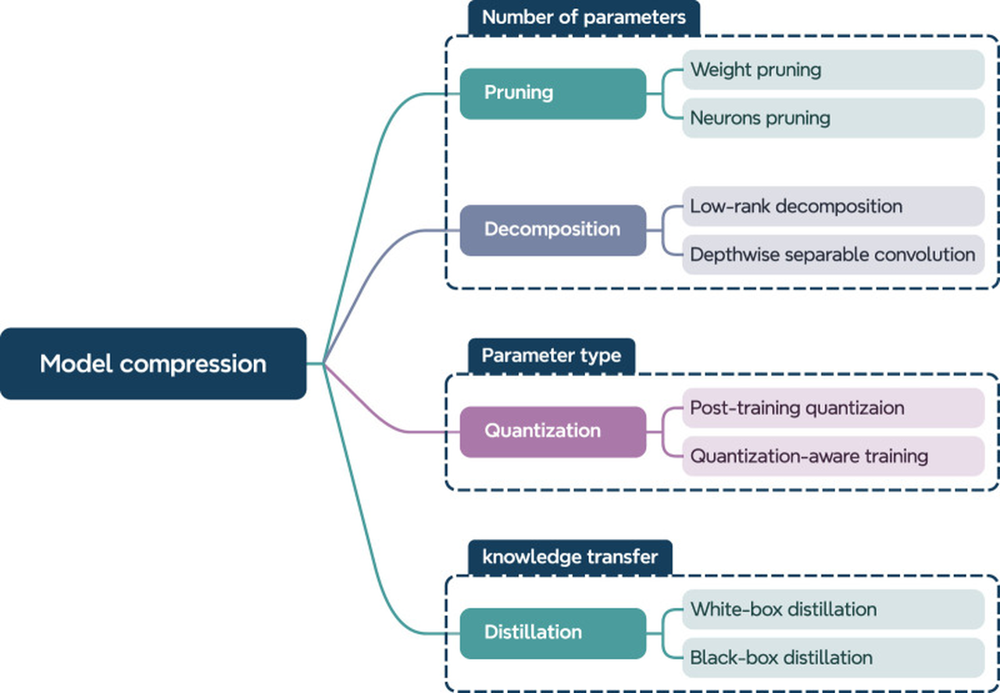 Number of parameters
Pruning
Weight pruning
Neurons pruning
Decomposition
Low-rank decomposition
Depthwise separable convolution
Model compression
Parameter type
Quantization
Post-training quantizaion
Quantization-aware training
knowledge transfer
Distillation
White-box distillation
Black-box distillation